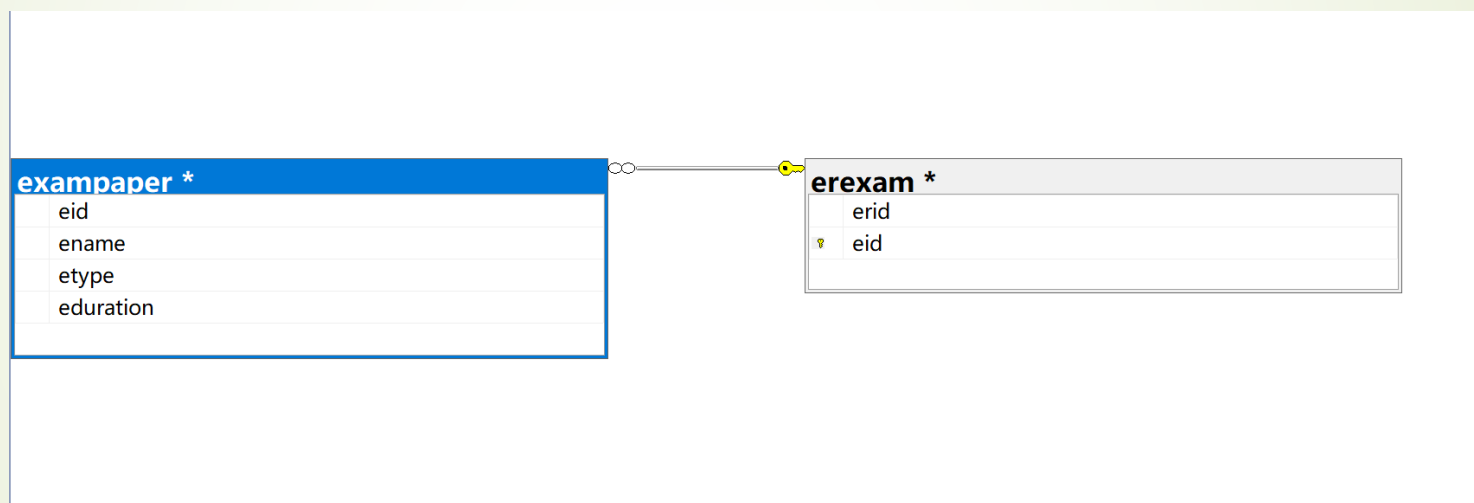 exampaper *
eid
ename
etype
eduration
erexam *
erid
eid